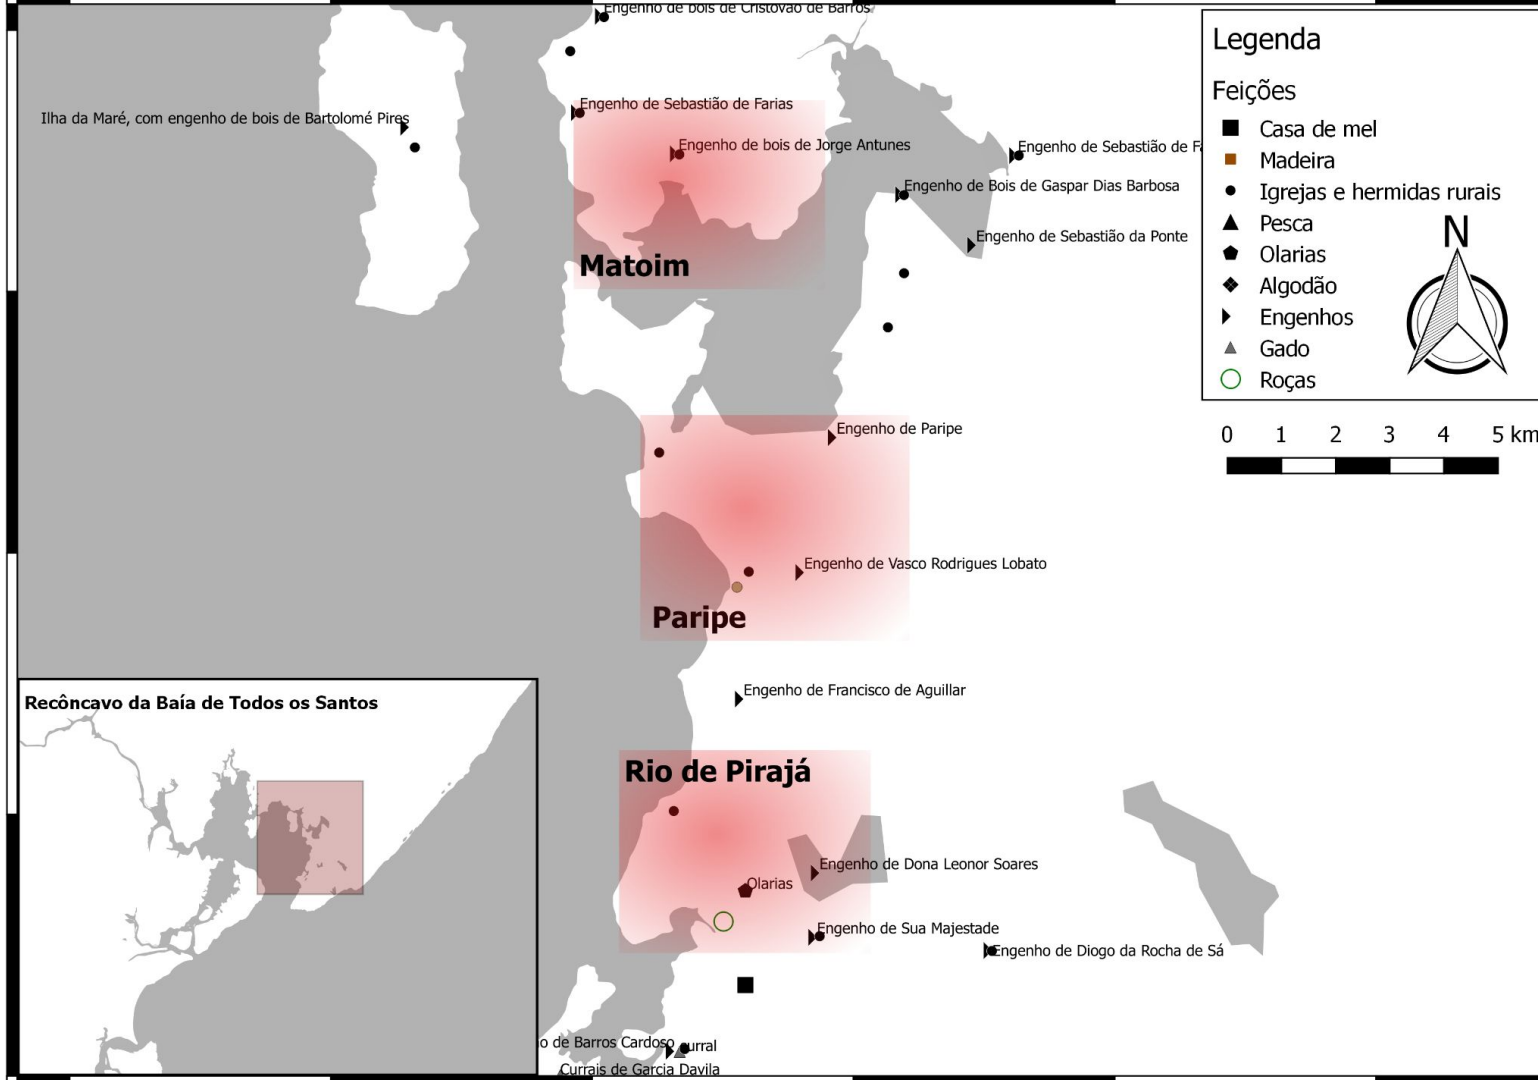 Engenho de bois de Cristovão de Barros
Engenho de Sebastião de Farias
Ilha da Maré, com engenho de bois de Bartolomé Pires
Engenho de bois de Jorge Antunes
Engenho de Sebastião de Fa
Engenho de Bois de Gaspar Dias Barbosa
Engenho de Sebastião da Ponte
Matoim
Engenho de Paripe
Engenho de Vasco Rodrigues Lobato
Paripe
Engenho de Francisco de Aguillar
Rio de Pirajá
Engenho de Dona Leonor Soares
Olarias
Engenho de Sua Majestade
Engenho de Diogo da Rocha de Sá
o de Barros Cardoso
urral
Currais de Garcia Davila
Recôncavo da Baía de Todos os Santos
Legenda
Feições
Casa de mel
Madeira
Igrejas e hermidas rurais
Pesca
Olarias
Algodão
Engenhos
Gado
Roças
N
0 1 2 3 4 5 km